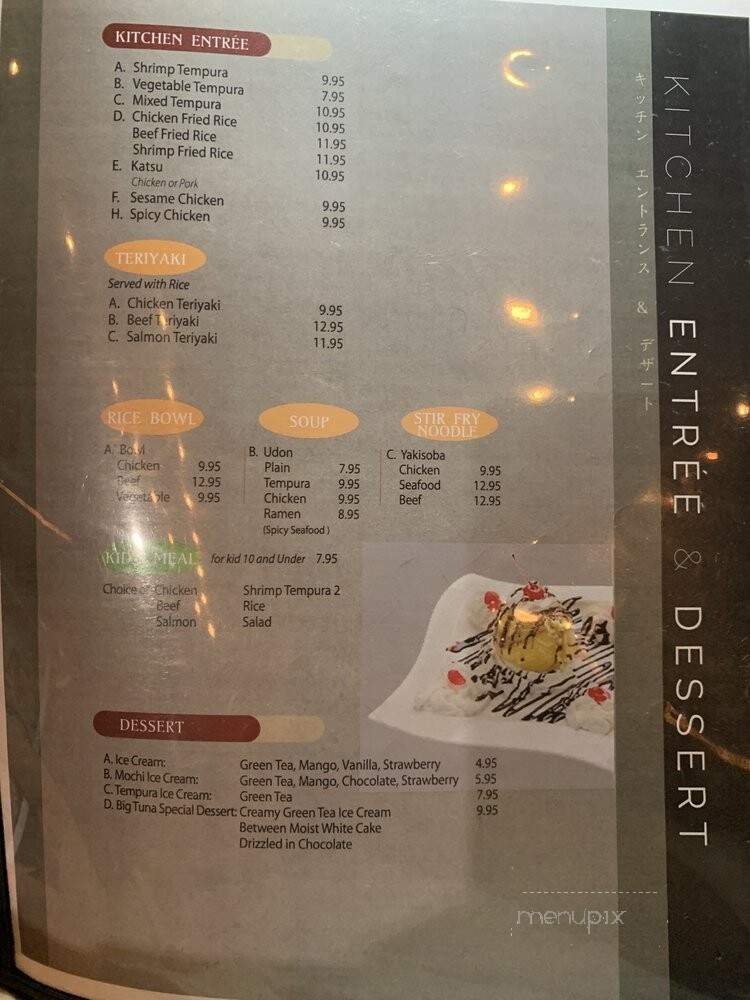 KITCHEN ENTRÉE
A. Shrimp Tempura 9.95
B. Vegetable Tempura 7.95
C. Mixed Tempura 10.95
D. Chicken Fried Rice 10.95
Beef Fried Rice 11.95
Shrimp Fried Rice 11.95
E. Katsu 10.95
Chicken or Pork
F. Sesame Chicken 9.95
H. Spicy Chicken 9.95
TERIYAKI
Served with Rice
A. Chicken Teriyaki 9.95
B. Beef Teriyaki 12.95
C. Salmon Teriyaki 11.95
RICE BOWL
A. Bowl
Chicken 9.95
Beef 12.95
Vegetable 9.95
SOUP
B. Udon
Plain 7.95
Tempura 9.95
Chicken 9.95
Ramen 8.95
(Spicy Seafood)
STIR FRY
NOODLE
C. Yakisoba
Chicken 9.95
Seafood 12.95
Beef 12.95
KID'S MEAL for kid 10 and Under 7.95
Choice of Chicken Shrimp Tempura 2
Beef Rice
Salmon Salad
DESSERT
A. Ice Cream: Green Tea, Mango, Vanilla, Strawberry 4.95
B. Mochi Ice Cream: Green Tea, Mango, Chocolate, Strawberry 5.95
C. Tempura Ice Cream: Green Tea 7.95
D. Big Tuna Special Dessert: Creamy Green Tea Ice Cream 9.95
Between Moist White Cake
Drizzled in Chocolate
キッチン エントランス & デザート
KITCHEN ENTRÉE & DESSERT
menupix